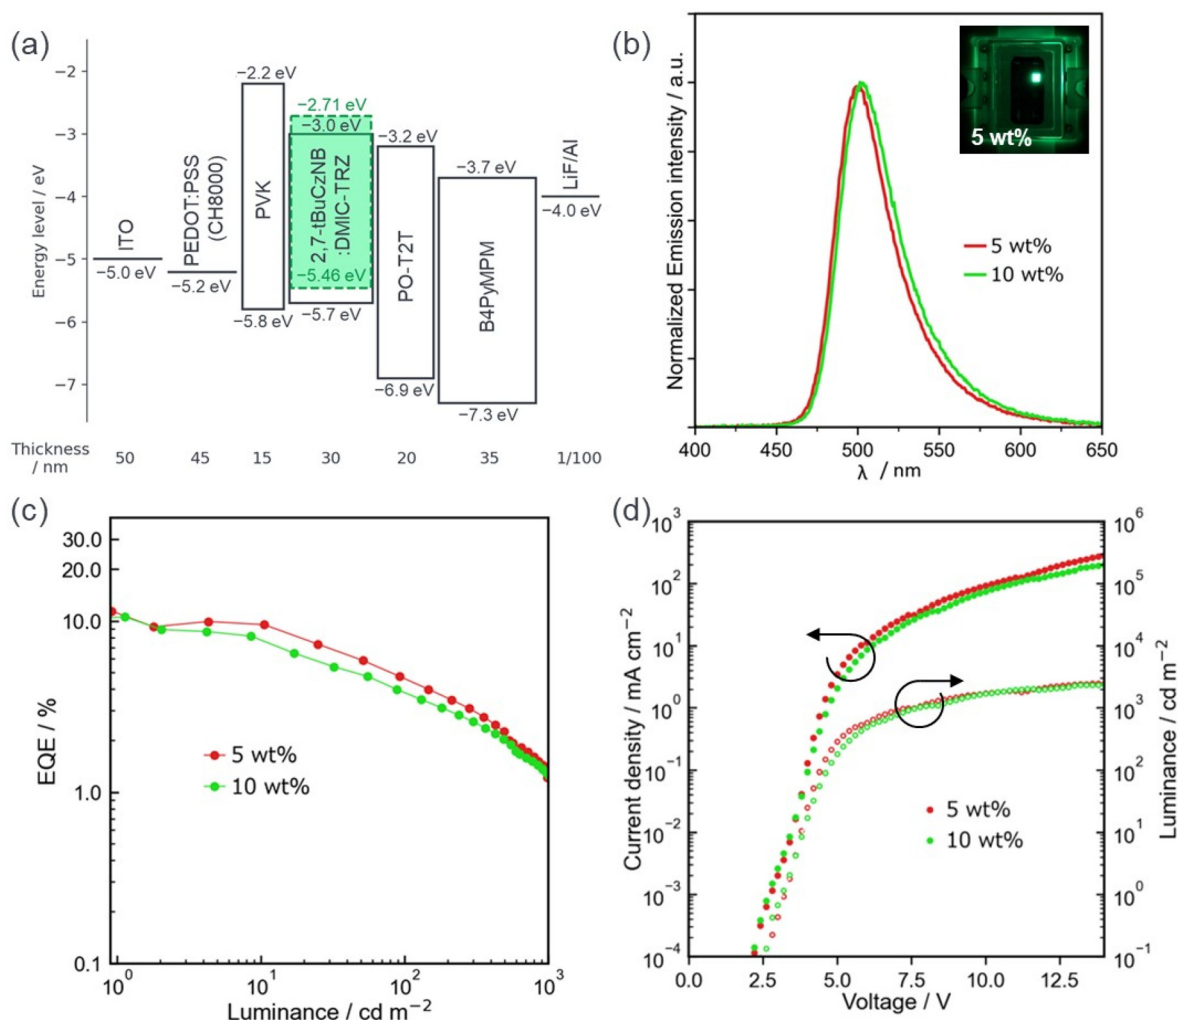 (a)
Energy level / eV
−2
−3
−4
−5
−6
−7
ITO
−5.0 eV
PEDOT:PSS
(CH8000)
−5.2 eV
−2.2 eV
PVK
−5.8 eV
−2.71 eV
−3.0 eV
2,7-tBuCzNB
:DMIC-TRZ
−5.46 eV
−5.7 eV
−3.2 eV
PO-T2T
−6.9 eV
−3.7 eV
B4PyMPM
−7.3 eV
LiF/Al
−4.0 eV
Thickness
/ nm
50 45 15 30 20 35 1/100
(b)
Normalized Emission intensity / a.u.
5 wt%
5 wt%
10 wt%
400 450 500 550 600 650
λ / nm
(c)
EQE / %
30.0
20.0
10.0
1.0
0.1
5 wt%
10 wt%
10⁰ 10¹ 10² 10³
Luminance / cd m⁻²
(d)
Current density / mA cm⁻²
10³
10²
10¹
10⁰
10⁻¹
10⁻²
10⁻³
10⁻⁴
5 wt%
10 wt%
10⁶
10⁵
10⁴
10³
10²
10¹
10⁰
10⁻¹
Luminance / cd m⁻²
0.0 2.5 5.0 7.5 10.0 12.5
Voltage / V